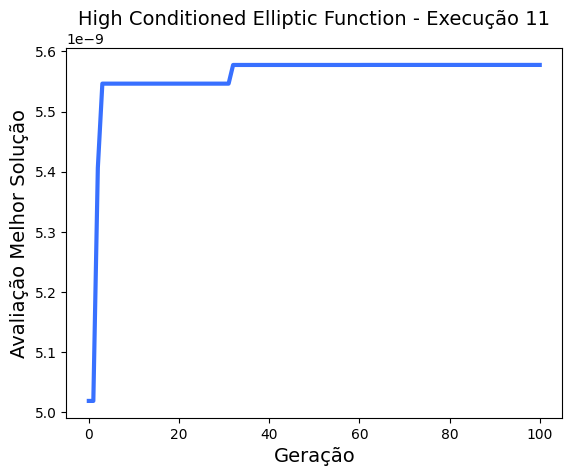 High Conditioned Elliptic Function - Execução 11
1e−9
5.6
5.5
5.4
5.3
5.2
5.1
5.0
Avaliação Melhor Solução
0 20 40 60 80 100
Geração